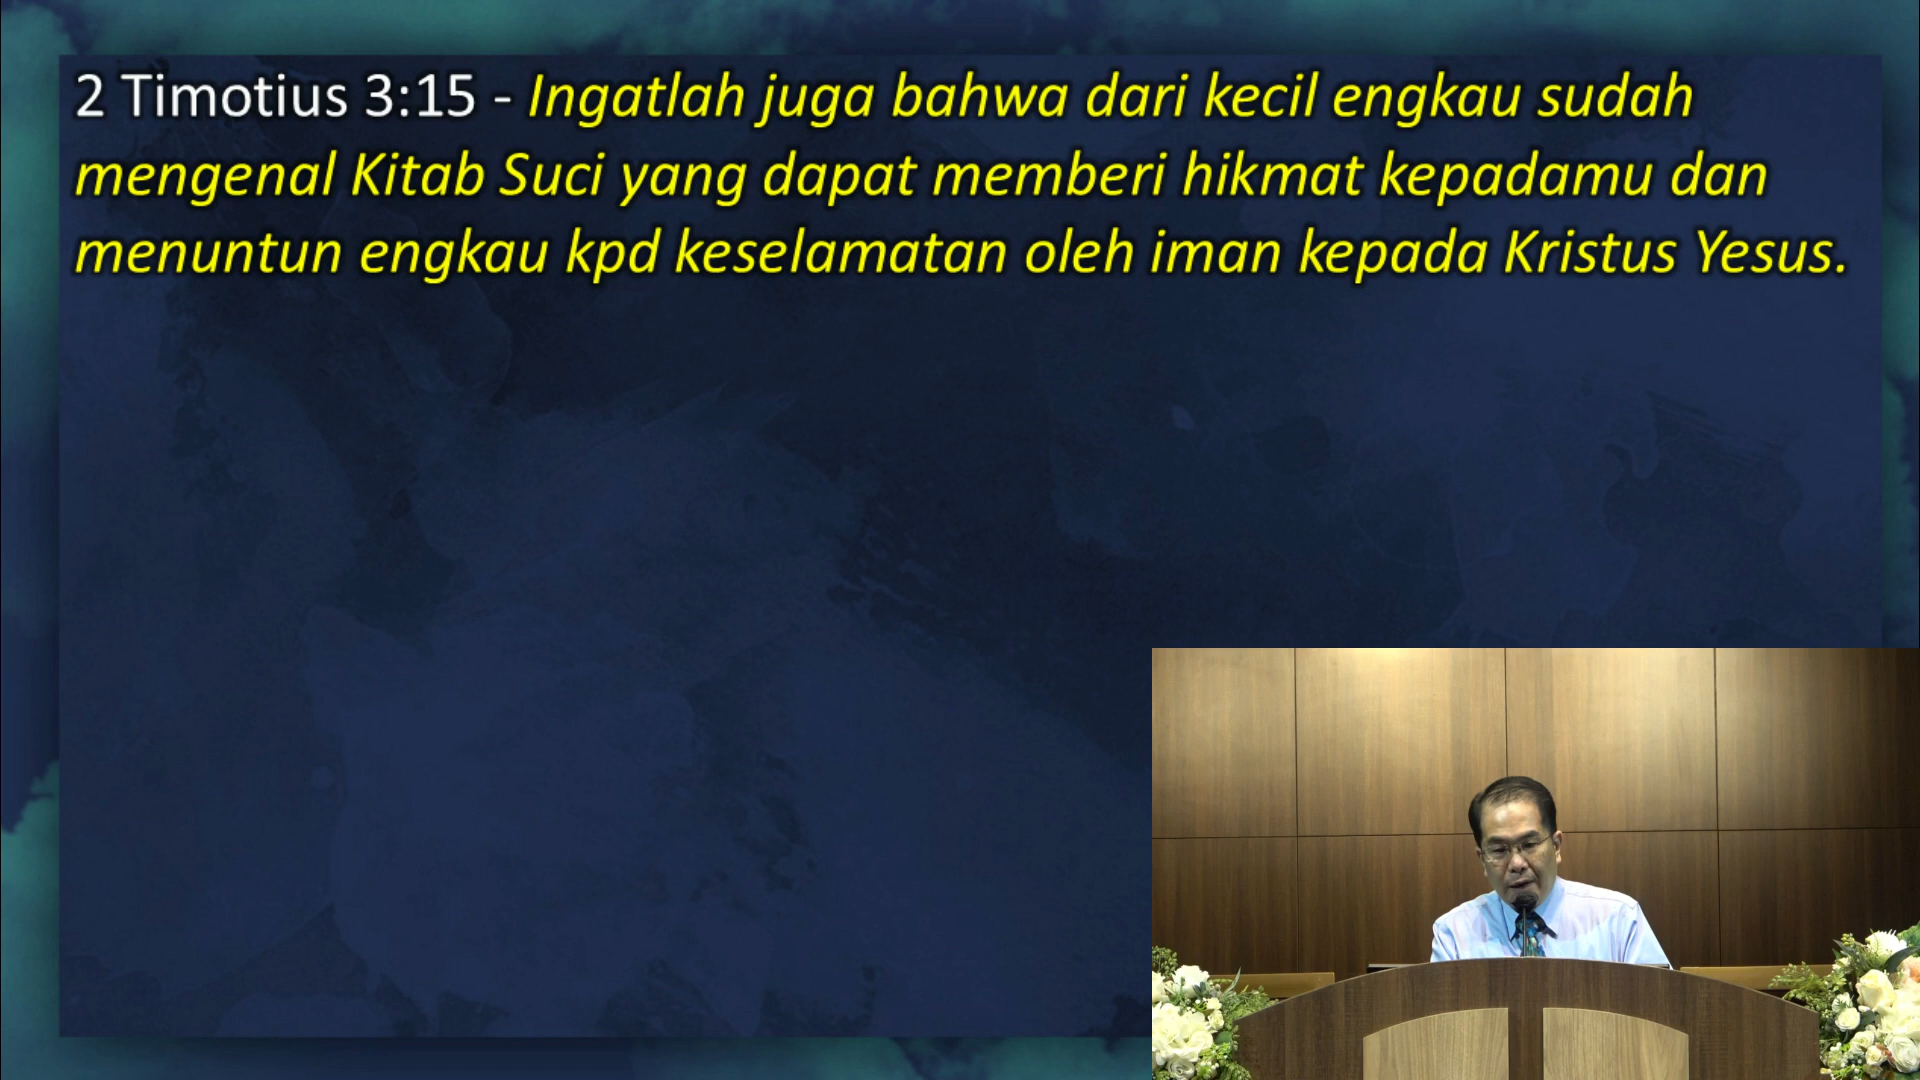 2 Timotius 3:15 - Ingatlah juga bahwa dari kecil engkau sudah
mengenal Kitab Suci yang dapat memberi hikmat kepadamu dan
menuntun engkau kpd keselamatan oleh iman kepada Kristus Yesus.